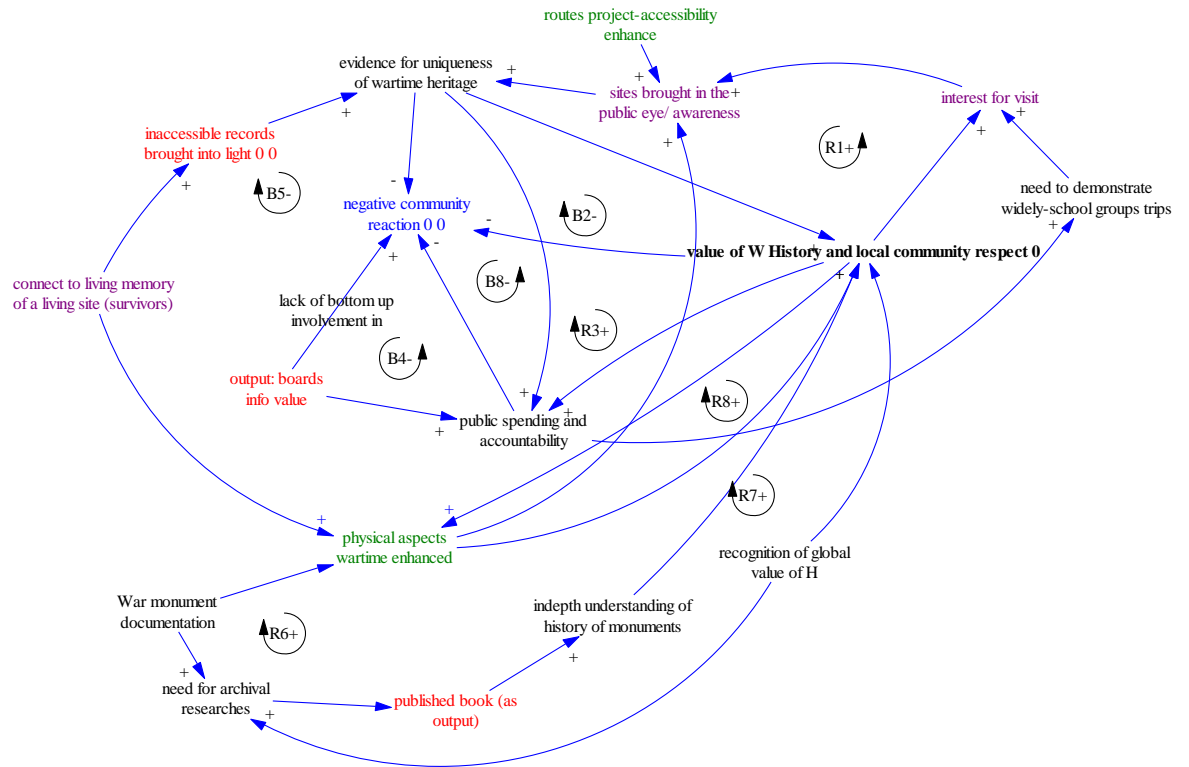 routes project-accessibility
enhance
evidence for uniqueness
of wartime heritage
+
+
+
sites brought in the
public eye/ awareness
+
interest for visit
+
+
inaccessible records
brought into light 0 0
+
+
+
R1+
B5-
-
negative community
reaction 0 0
-
B2-
need to demonstrate
widely-school groups trips
+
value of W History and local community respect 0
+
+
-
+
connect to living memory
of a living site (survivors)
B8-
lack of bottom up
involvement in
R3+
B4-
output: boards
info value
+
+
+
public spending and
accountability
R8+
R7+
+
+
physical aspects
wartime enhanced
recognition of global
value of H
War monument
documentation
R6+
indepth understanding of
history of monuments
+
+
need for archival
researches
+
published book (as
output)